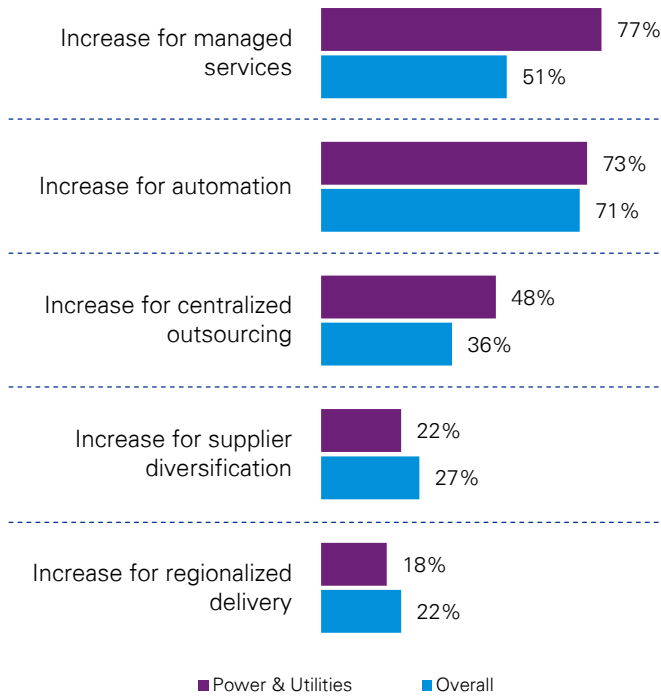 Increase for managed
services
77%
51%
Increase for automation
73%
71%
Increase for centralized
outsourcing
48%
36%
Increase for supplier
diversification
22%
27%
Increase for regionalized
delivery
18%
22%
Power & Utilities
Overall